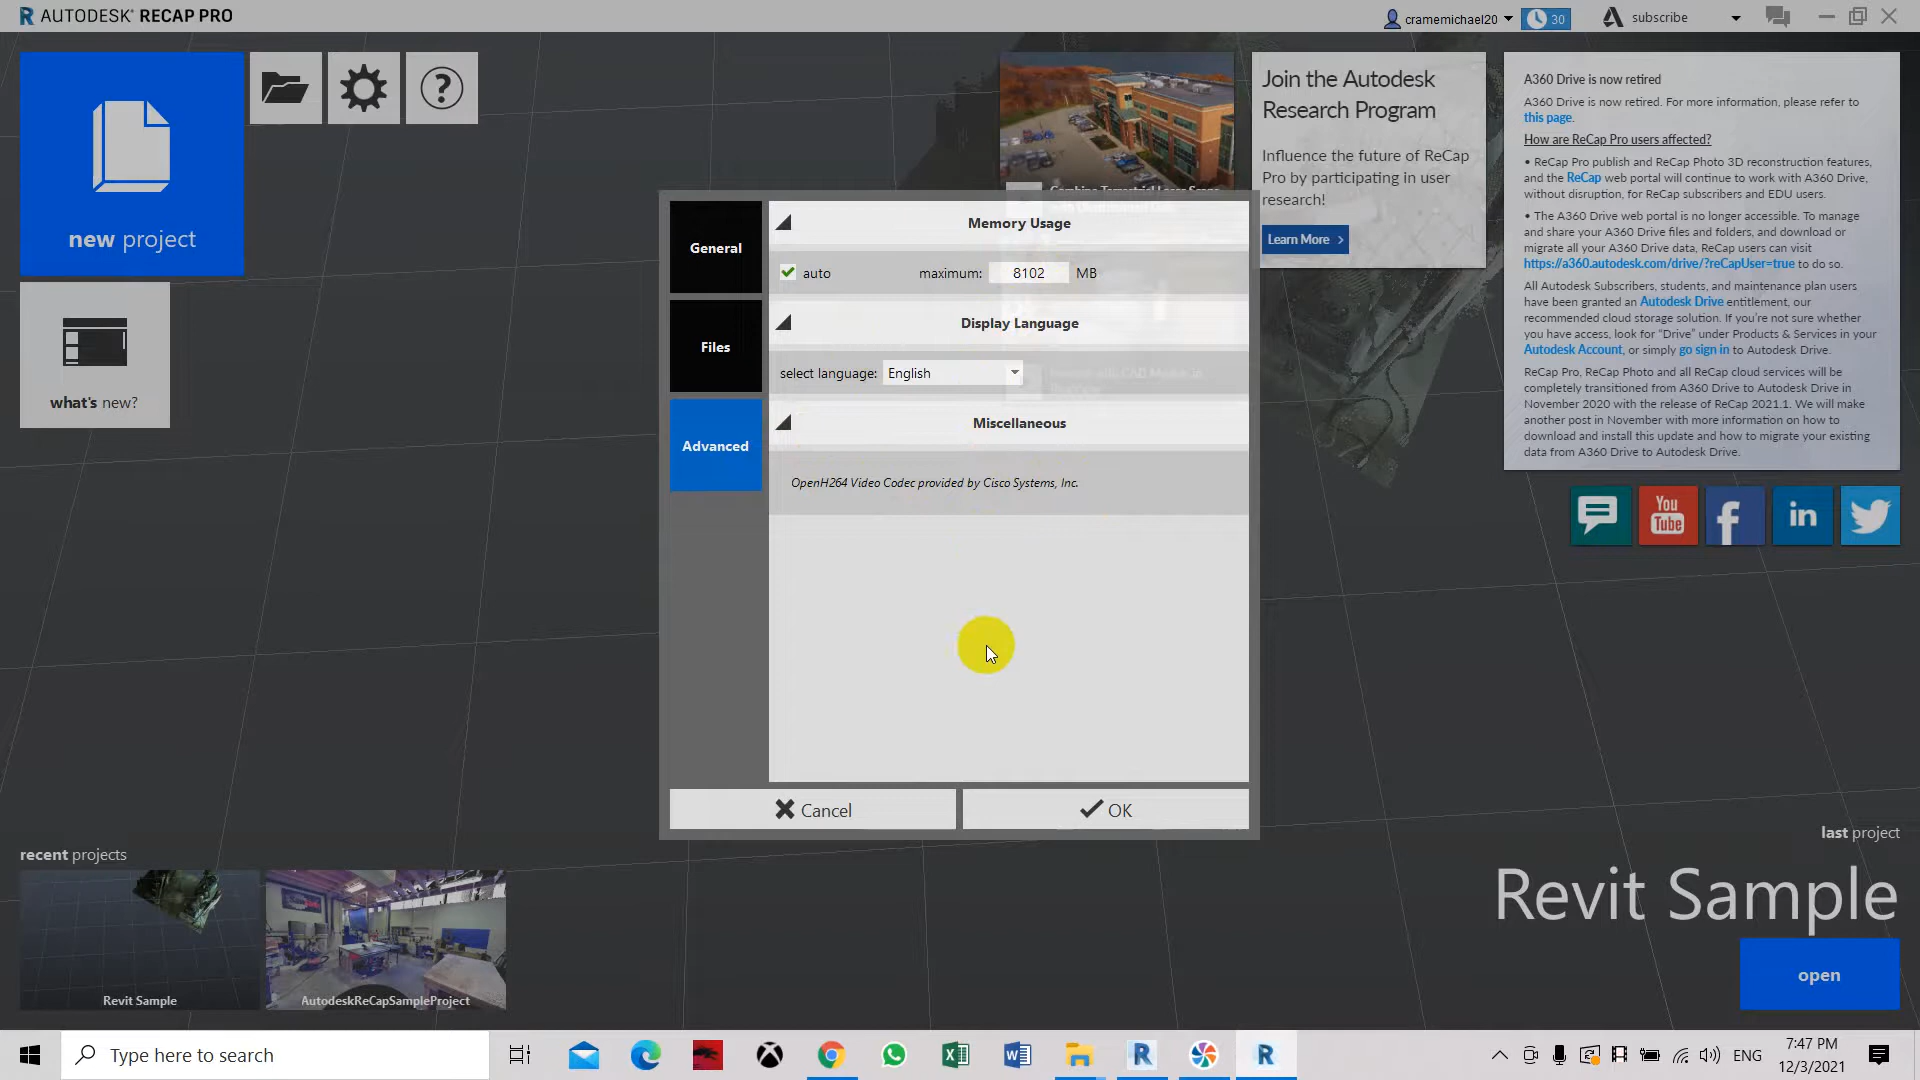 AUTODESK® RECAP PRO
cramemichael20
30
subscribe
new project
what's new?
Join the Autodesk
Research Program
Influence the future of ReCap
Pro by participating in user
research!
Learn More >
A360 Drive is now retired
A360 Drive is now retired. For more information, please refer to
this page.
How are ReCap Pro users affected?
• ReCap Pro publish and ReCap Photo 3D reconstruction features,
and the ReCap web portal will continue to work with A360 Drive,
without disruption, for ReCap subscribers and EDU users.
• The A360 Drive web portal is no longer accessible. To manage
and share your A360 Drive files and folders, and download or
migrate all your A360 Drive data, ReCap users can visit
https://a360.autodesk.com/drive/?reCapUser=true to do so.
All Autodesk Subscribers, students, and maintenance plan users
have been granted an Autodesk Drive entitlement, our
recommended cloud storage solution. If you're not sure whether
you have access, look for "Drive" under Products & Services in your
Autodesk Account, or simply go sign in to Autodesk Drive.
ReCap Pro, ReCap Photo and all ReCap cloud services will be
completely transitioned from A360 Drive to Autodesk Drive in
November 2020 with the release of ReCap 2021.1. We will make
another post in November with more information on how to
download and install this update and how to migrate your existing
data from A360 Drive to Autodesk Drive.
You
Tube
General
Files
Advanced
Memory Usage
auto maximum: 8102 MB
Display Language
select language: English
Miscellaneous
OpenH264 Video Codec provided by Cisco Systems, Inc.
Cancel
OK
recent projects
Revit Sample
AutodeskReCapSampleProject
last project
Revit Sample
open
Type here to search
ENG
7:47 PM
12/3/2021